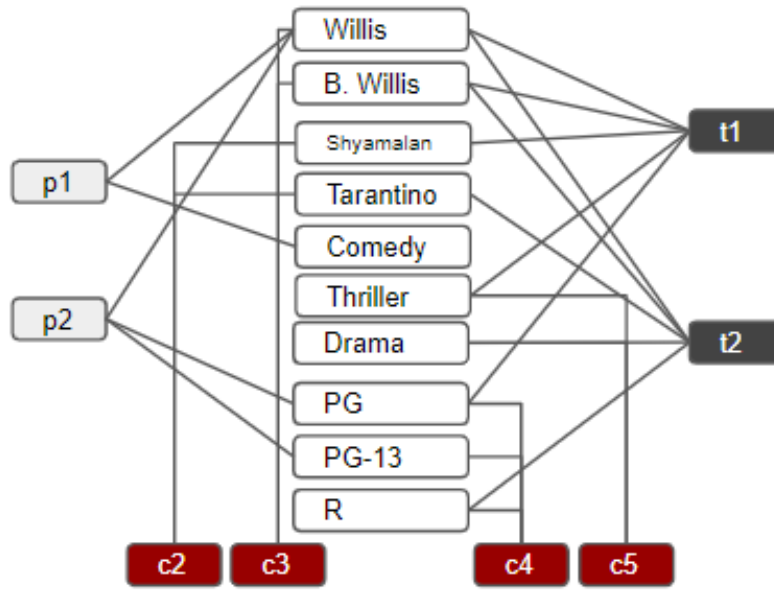 Willis
B. Willis
Shyamalan
t1
p1
Tarantino
Comedy
Thriller
p2
Drama
t2
PG
PG-13
R
c2
c3
c4
c5